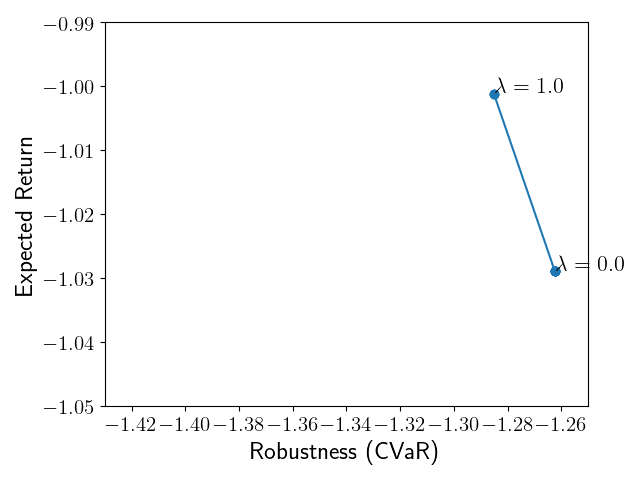 −0.99
−1.00
−1.01
−1.02
−1.03
−1.04
−1.05
Expected Return
λ = 1.0
λ = 0.0
−1.42 −1.40 −1.38 −1.36 −1.34 −1.32 −1.30 −1.28 −1.26
Robustness (CVaR)